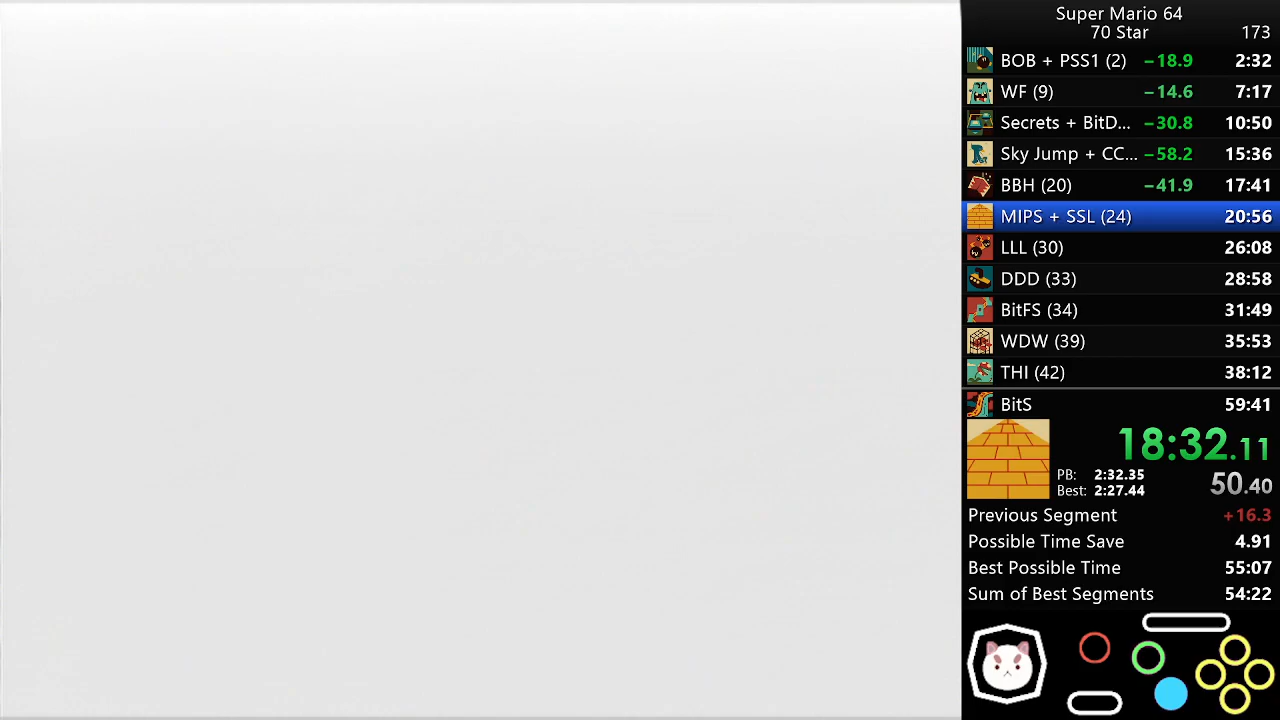 Super Mario 64
70 Star 173
BOB + PSS1 (2) −18.9 2:32
WF (9) −14.6 7:17
Secrets + BitD... −30.8 10:50
Sky Jump + CC... −58.2 15:36
BBH (20) −41.9 17:41
MIPS + SSL (24) 20:56
LLL (30) 26:08
DDD (33) 28:58
BitFS (34) 31:49
WDW (39) 35:53
THI (42) 38:12
BitS 59:41
18:32.11
PB: 2:32.35
Best: 2:27.44
50.40
Previous Segment +16.3
Possible Time Save 4.91
Best Possible Time 55:07
Sum of Best Segments 54:22